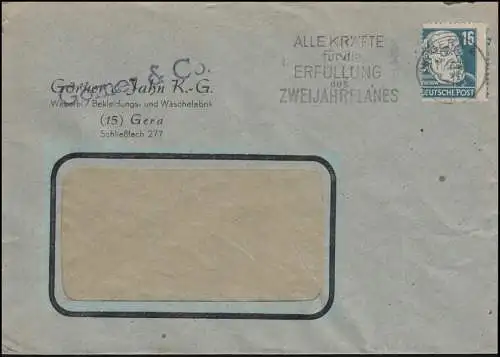 Görner & Co.
Görner & Jahn K.-G.
Weberei, Bekleidungs- und Wäschefabrik
(15) Gera
Schließfach 277
ALLE KRÄFTE
für die
ERFÜLLUNG
des
ZWEIJAHRPLANES
16
DEUTSCHE POST